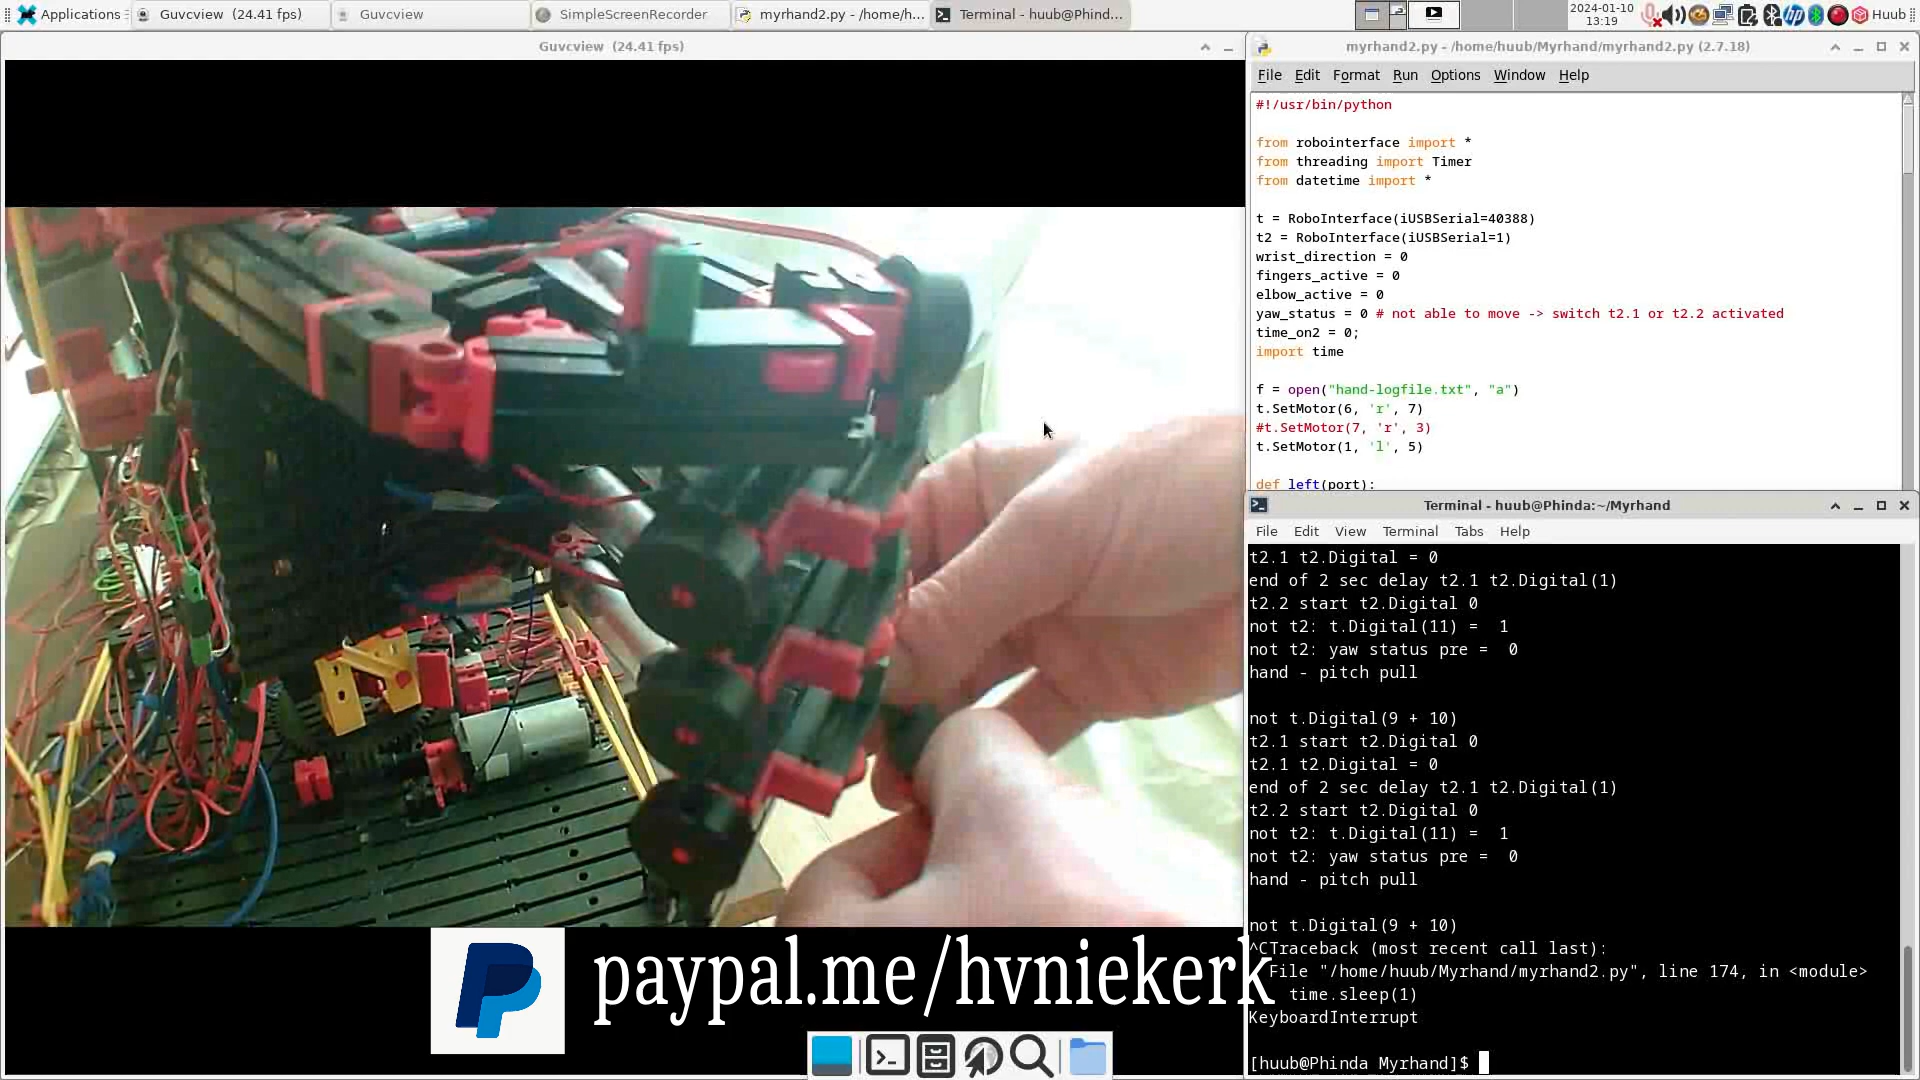 Applications
Guvcview (24.41 fps)
Guvcview
SimpleScreenRecorder
myrhand2.py - /home/h...
Terminal - huub@Phind...
2024-01-10
13:19
Huub
Guvcview (24.41 fps)
myrhand2.py - /home/huub/Myrhand/myrhand2.py (2.7.18)
File Edit Format Run Options Window Help
#!/usr/bin/python
from robointerface import *
from threading import Timer
from datetime import *
t = RoboInterface(iUSBSerial=40388)
t2 = RoboInterface(iUSBSerial=1)
wrist_direction = 0
fingers_active = 0
elbow_active = 0
yaw_status = 0 # not able to move -> switch t2.1 or t2.2 activated
time_on2 = 0;
import time
f = open("hand-logfile.txt", "a")
t.SetMotor(6, 'r', 7)
#t.SetMotor(7, 'r', 3)
t.SetMotor(1, 'l', 5)
def left(port):
Terminal - huub@Phinda:~/Myrhand
File Edit View Terminal Tabs Help
t2.1 t2.Digital = 0
end of 2 sec delay t2.1 t2.Digital(1)
t2.2 start t2.Digital 0
not t2: t.Digital(11) =  1
not t2: yaw status pre =  0
hand - pitch pull
not t.Digital(9 + 10)
t2.1 start t2.Digital 0
t2.1 t2.Digital = 0
end of 2 sec delay t2.1 t2.Digital(1)
t2.2 start t2.Digital 0
not t2: t.Digital(11) =  1
not t2: yaw status pre =  0
hand - pitch pull
not t.Digital(9 + 10)
^CTraceback (most recent call last):
File "/home/huub/Myrhand/myrhand2.py", line 174, in <module>
time.sleep(1)
KeyboardInterrupt
[huub@Phinda Myrhand]$
paypal.me/hvniekerk